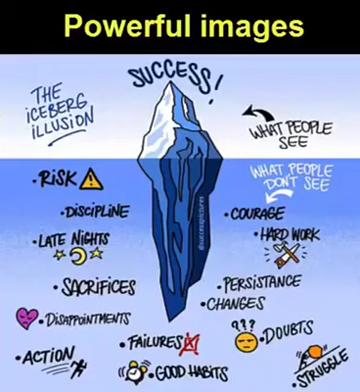 Powerful images
SUCCESS!
THE
ICEBERG
ILLUSION
WHAT PEOPLE
SEE
WHAT PEOPLE
DON'T SEE
• RISK
• DISCIPLINE
• LATE NIGHTS
• SACRIFICES
• DISAPPOINTMENTS
• ACTION
• FAILURES
• GOOD HABITS
• COURAGE
• HARD WORK
• PERSISTANCE
• CHANGES
???
• DOUBTS
• STRUGGLE
@successpictures